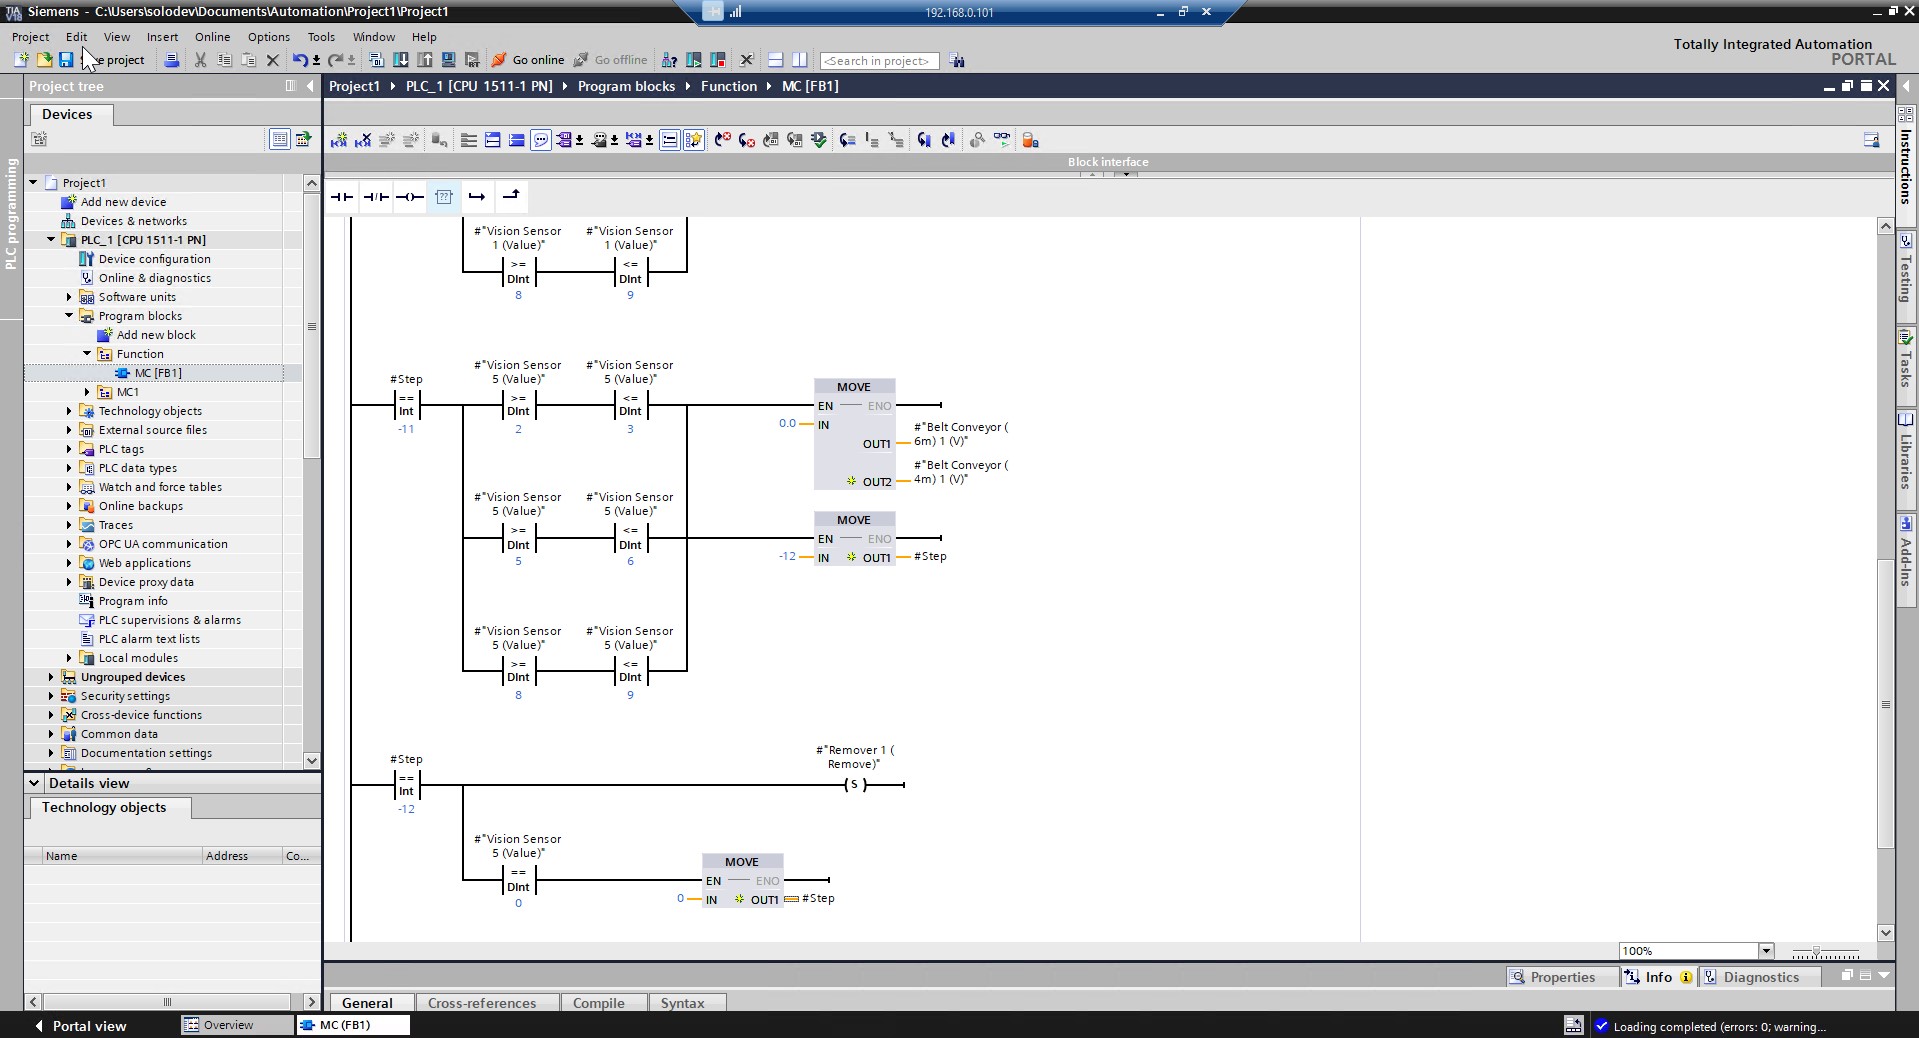 TIA V18 Siemens - C:\Users\solodev\Documents\Automation\Project1\Project1
192.168.0.101
Project Edit View Insert Online Options Tools Window Help
Totally Integrated Automation
PORTAL
project Go online Go offline <Search in project>
Project tree
Project1 PLC_1 [CPU 1511-1 PN] Program blocks Function MC [FB1]
Devices
Block interface
PLC programming
Project1
Add new device
Devices & networks
PLC_1 [CPU 1511-1 PN]
Device configuration
Online & diagnostics
Software units
Program blocks
Add new block
Function
MC [FB1]
MC1
Technology objects
External source files
PLC tags
PLC data types
Watch and force tables
Online backups
Traces
OPC UA communication
Web applications
Device proxy data
Program info
PLC supervisions & alarms
PLC alarm text lists
Local modules
Ungrouped devices
Security settings
Cross-device functions
Common data
Documentation settings
Details view
Technology objects
Name Address Co...
??
#"Vision Sensor #"Vision Sensor
1 (Value)" 1 (Value)"
>= <=
DInt DInt
8 9
#"Vision Sensor #"Vision Sensor
#Step 5 (Value)" 5 (Value)"
MOVE
== >= <= EN ENO
Int DInt DInt
-11 2 3
0.0 IN
#"Belt Conveyor (
OUT1 6m) 1 (V)"
#"Belt Conveyor (
OUT2 4m) 1 (V)"
#"Vision Sensor #"Vision Sensor
5 (Value)" 5 (Value)"
MOVE
>= <= EN ENO
DInt DInt
5 6
-12 IN OUT1 #Step
#"Vision Sensor #"Vision Sensor
5 (Value)" 5 (Value)"
>= <=
DInt DInt
8 9
#Step
#"Remover 1 (
Remove)"
==
Int
-12
S
#"Vision Sensor
5 (Value)"
MOVE
== EN ENO
DInt
0
0 IN OUT1 #Step
100%
Properties Info Diagnostics
General Cross-references Compile Syntax
Instructions
Testing
Tasks
Libraries
Add-Ins
Portal view Overview MC (FB1)
Loading completed (errors: 0; warning...